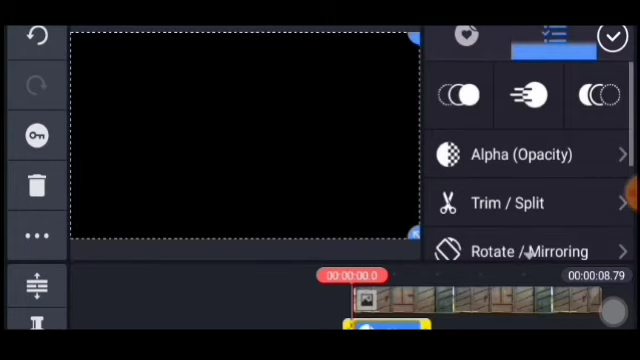 Alpha (Opacity)
Trim / Split
Rotate / Mirroring
00:00:00.0
00:00:08.79